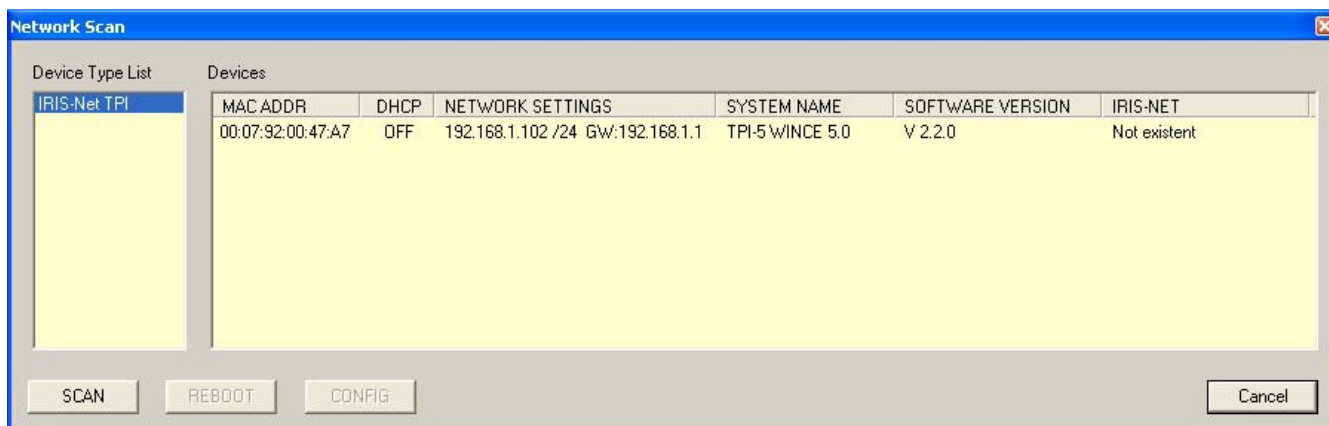 Network Scan
Device Type List Devices
IRIS-Net TPI MAC ADDR DHCP NETWORK SETTINGS SYSTEM NAME SOFTWARE VERSION IRIS-NET
00:07:92:00:47:A7 OFF 192.168.1.102 /24 GW:192.168.1.1 TPI-5 WINCE 5.0 V 2.2.0 Not existent
SCAN REBOOT CONFIG Cancel